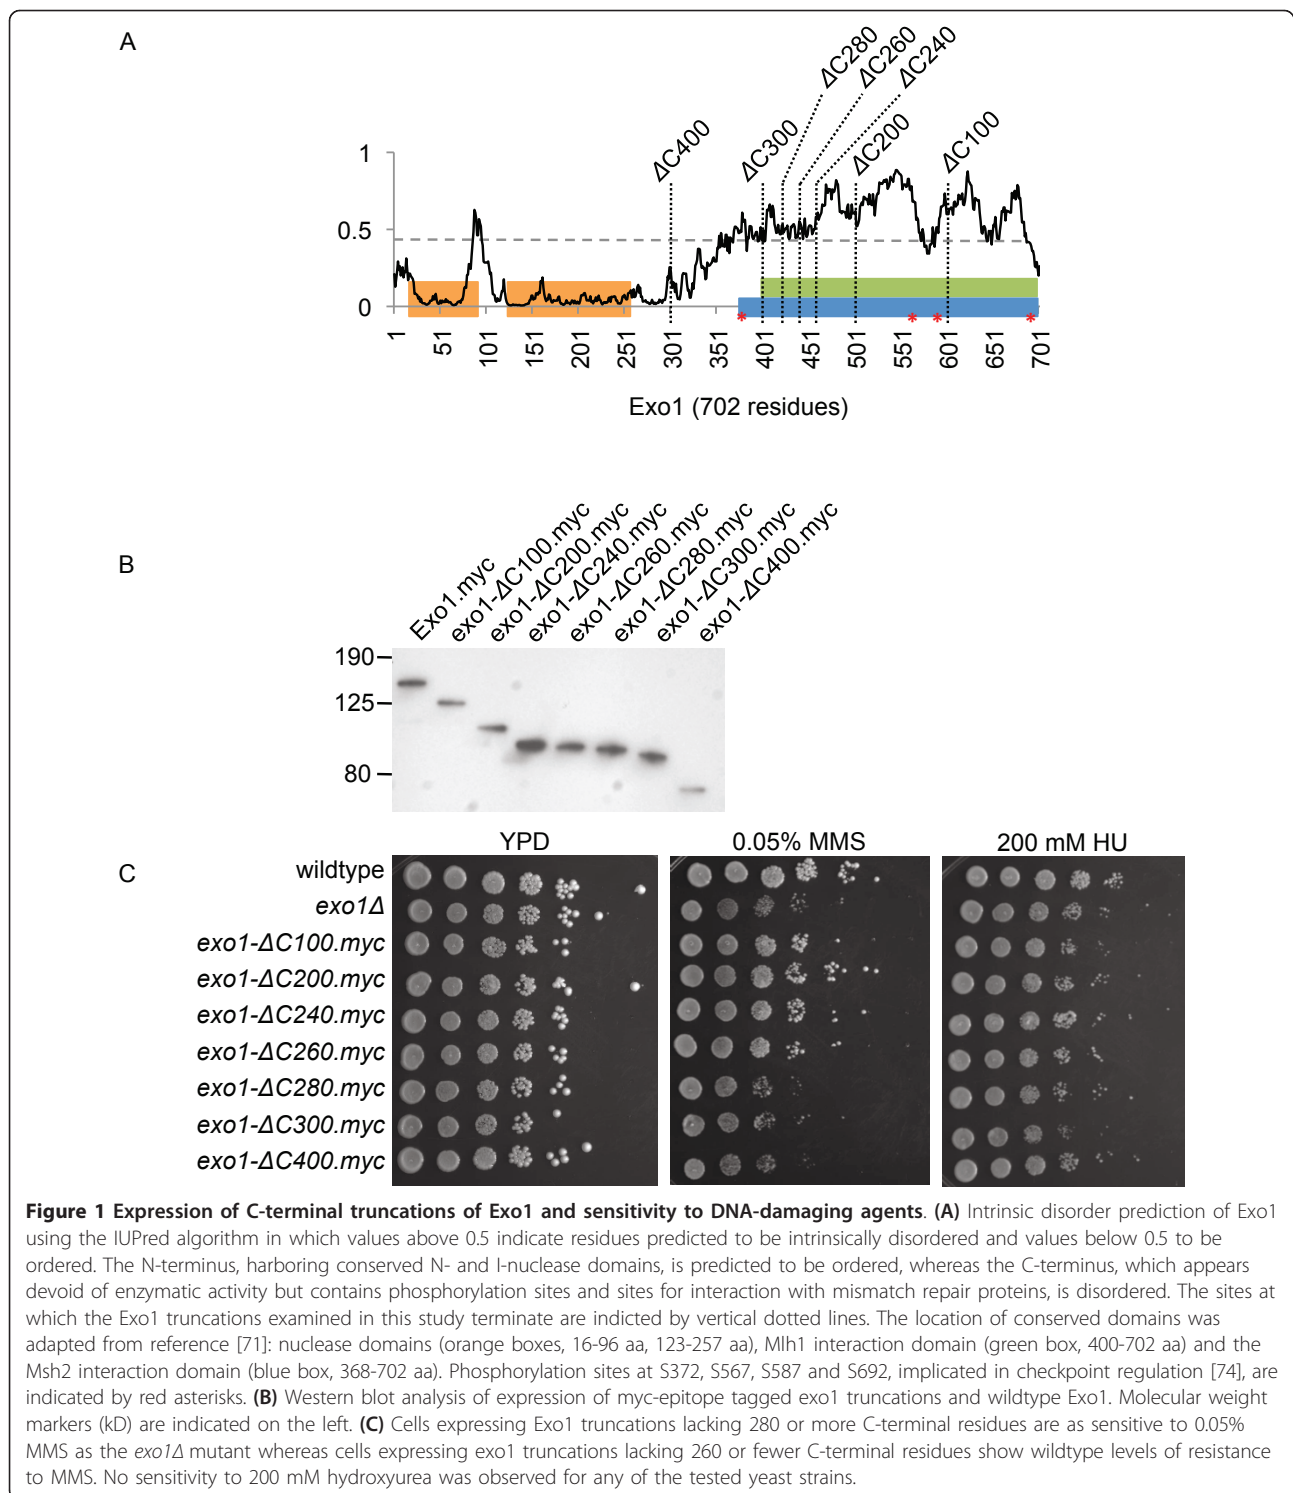 A
ΔC280
ΔC260
ΔC240
ΔC400
ΔC300
ΔC200
ΔC100
1
0.5
0
* * * *
1 51 101 151 201 251 301 351 401 451 501 551 601 651 701
Exo1 (702 residues)
B
Exo1.myc
exo1-ΔC100.myc
exo1-ΔC200.myc
exo1-ΔC240.myc
exo1-ΔC260.myc
exo1-ΔC280.myc
exo1-ΔC300.myc
exo1-ΔC400.myc
190
125
80
C
YPD 0.05% MMS 200 mM HU
wildtype
exo1Δ
exo1-ΔC100.myc
exo1-ΔC200.myc
exo1-ΔC240.myc
exo1-ΔC260.myc
exo1-ΔC280.myc
exo1-ΔC300.myc
exo1-ΔC400.myc
Figure 1 Expression of C-terminal truncations of Exo1 and sensitivity to DNA-damaging agents. (A) Intrinsic disorder prediction of Exo1
using the IUPred algorithm in which values above 0.5 indicate residues predicted to be intrinsically disordered and values below 0.5 to be
ordered. The N-terminus, harboring conserved N- and I-nuclease domains, is predicted to be ordered, whereas the C-terminus, which appears
devoid of enzymatic activity but contains phosphorylation sites and sites for interaction with mismatch repair proteins, is disordered. The sites at
which the Exo1 truncations examined in this study terminate are indicted by vertical dotted lines. The location of conserved domains was
adapted from reference [71]: nuclease domains (orange boxes, 16-96 aa, 123-257 aa), Mlh1 interaction domain (green box, 400-702 aa) and the
Msh2 interaction domain (blue box, 368-702 aa). Phosphorylation sites at S372, S567, S587 and S692, implicated in checkpoint regulation [74], are
indicated by red asterisks. (B) Western blot analysis of expression of myc-epitope tagged exo1 truncations and wildtype Exo1. Molecular weight
markers (kD) are indicated on the left. (C) Cells expressing Exo1 truncations lacking 280 or more C-terminal residues are as sensitive to 0.05%
MMS as the exo1Δ mutant whereas cells expressing exo1 truncations lacking 260 or fewer C-terminal residues show wildtype levels of resistance
to MMS. No sensitivity to 200 mM hydroxyurea was observed for any of the tested yeast strains.